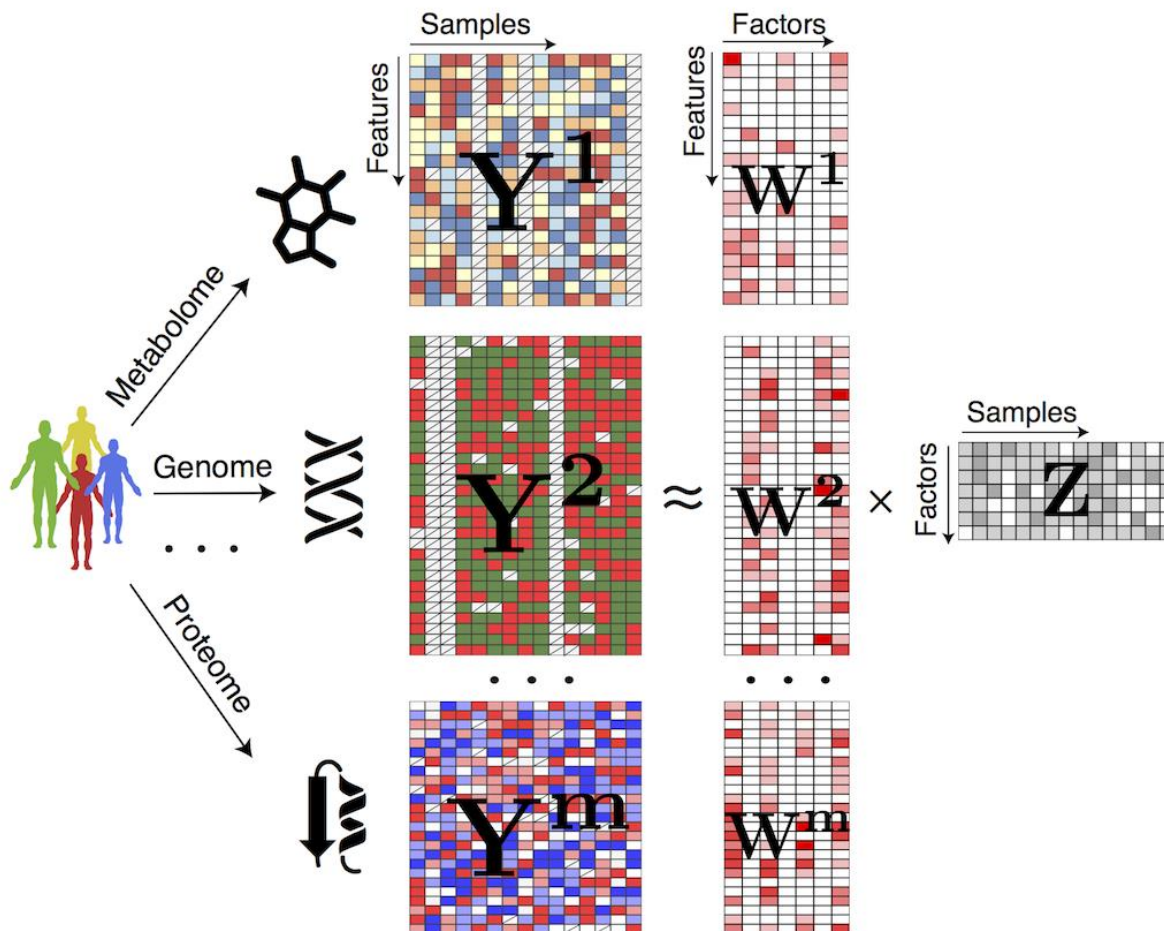 Samples
Factors
Features
Features
Y¹
W¹
Metabolome
Genome
. . .
Proteome
Y²
≈
W²
×
Samples
Factors
Z
. . .
. . .
Yᵐ
Wᵐ